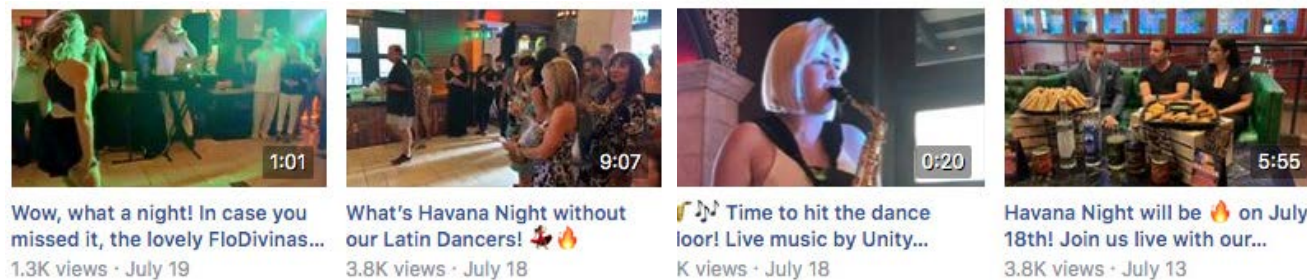 1:01
9:07
0:20
5:55
Wow, what a night! In case you
missed it, the lovely FloDivinas...
1.3K views · July 19
What's Havana Night without
our Latin Dancers! 💃🔥
3.8K views · July 18
🎷🎶 Time to hit the dance
loor! Live music by Unity...
K views · July 18
Havana Night will be 🔥 on July
18th! Join us live with our...
3.8K views · July 13